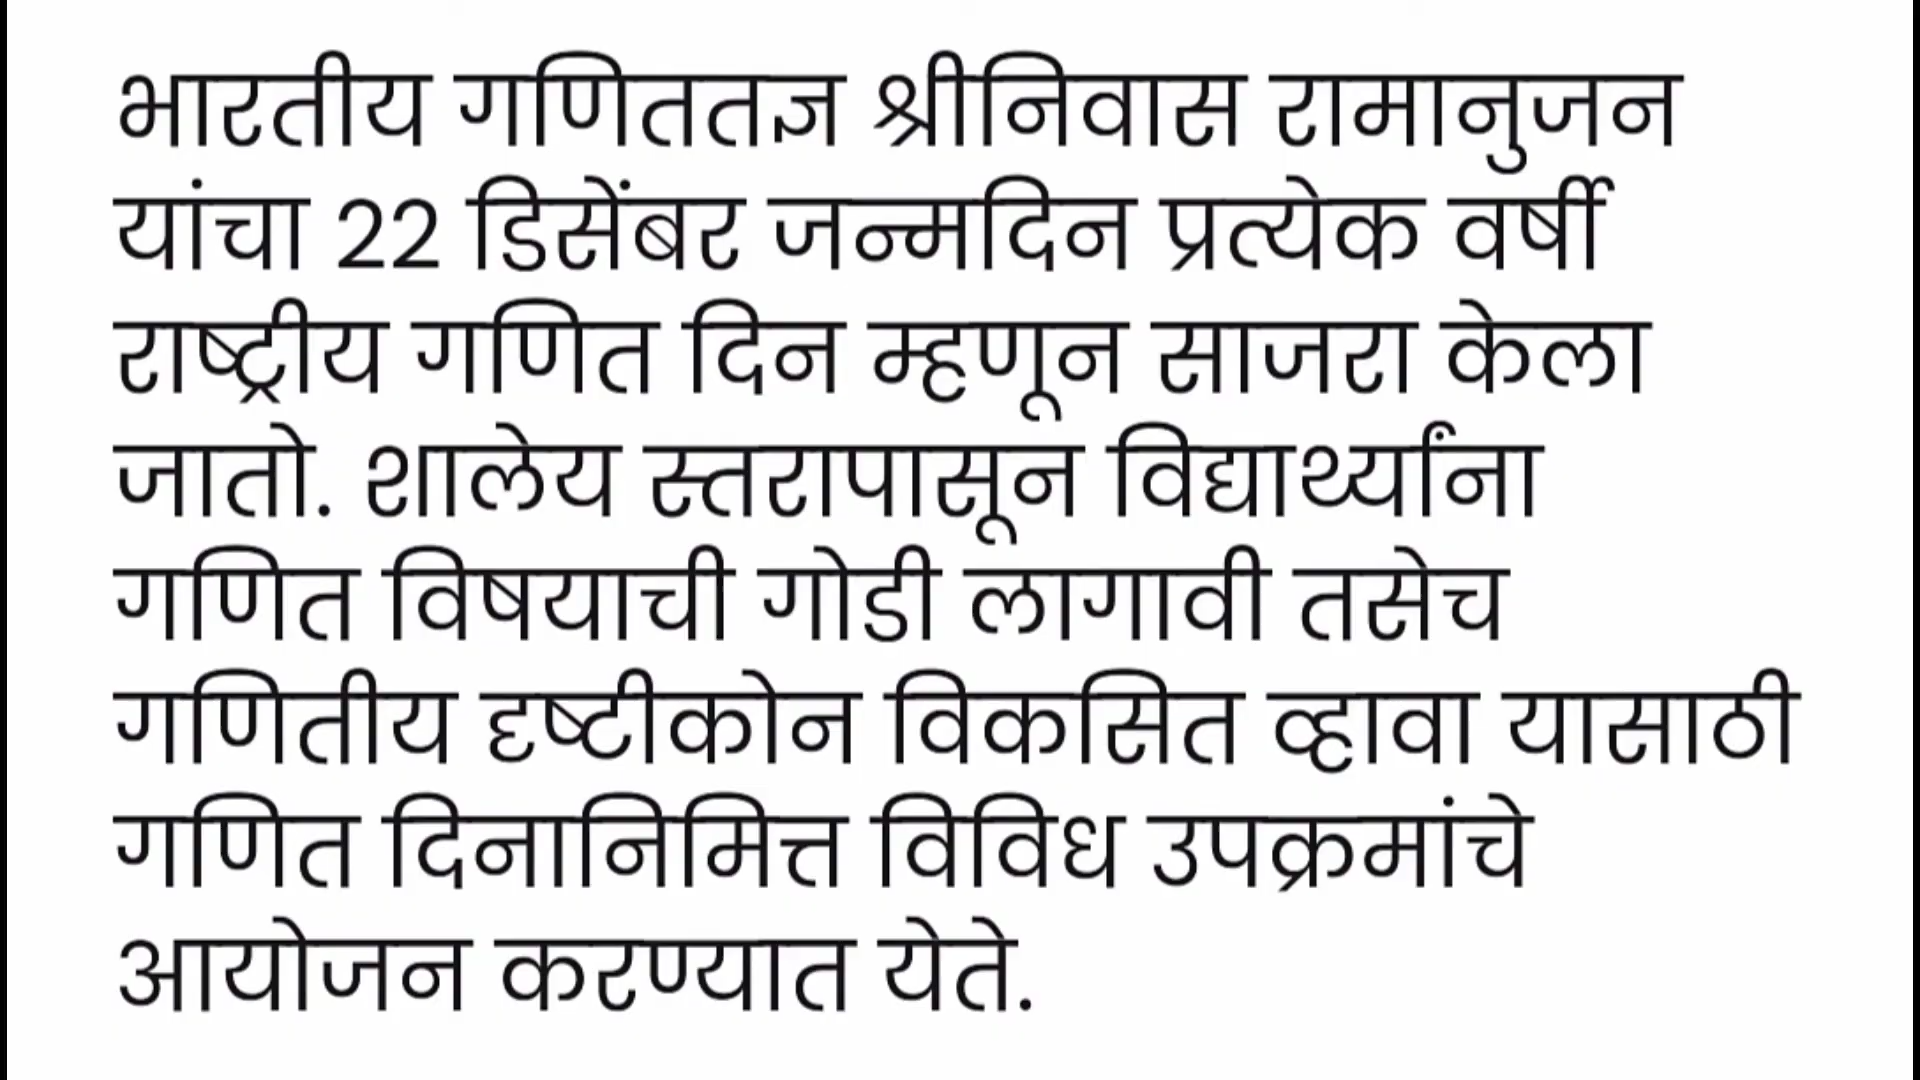 भारतीय गणिततज्ञ श्रीनिवास रामानुजन
यांचा 22 डिसेंबर जन्मदिन प्रत्येक वर्षी
राष्ट्रीय गणित दिन म्हणून साजरा केला
जातो. शालेय स्तरापासून विद्यार्थ्यांना
गणित विषयाची गोडी लागावी तसेच
गणितीय दृष्टीकोन विकसित व्हावा यासाठी
गणित दिनानिमित्त विविध उपक्रमांचे
आयोजन करण्यात येते.